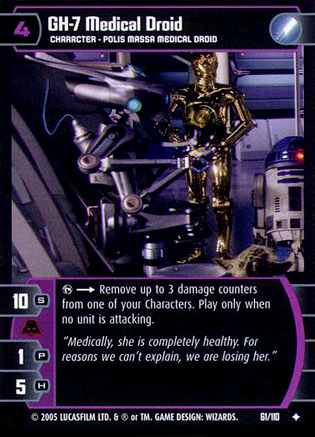 4
GH-7 Medical Droid
CHARACTER - POLIS MASSA MEDICAL DROID
Remove up to 3 damage counters
from one of your Characters. Play only when
no unit is attacking.
10 S
"Medically, she is completely healthy. For
reasons we can't explain, we are losing her."
1 P
5 H
© 2005 LUCASFILM LTD. & ® or TM. GAME DESIGN: WIZARDS. 61/110